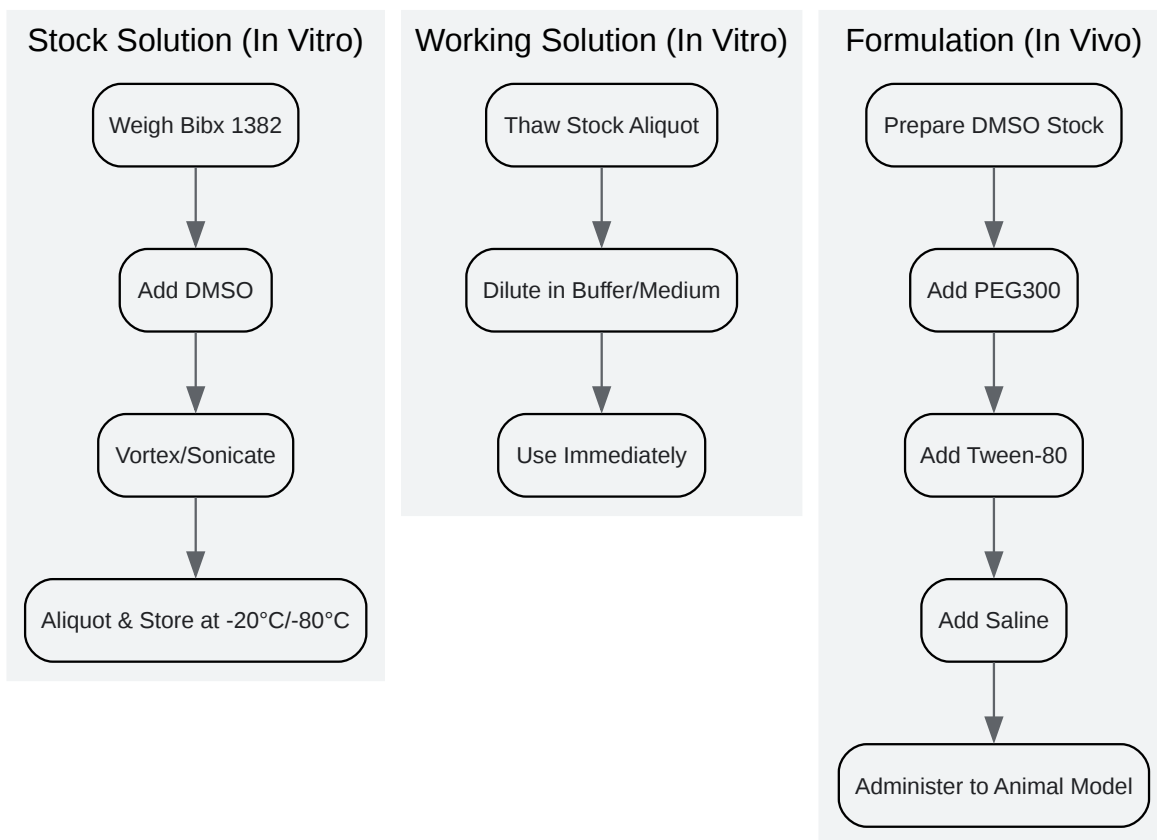 Stock Solution (In Vitro)
Weigh Bibx 1382
Add DMSO
Vortex/Sonicate
Aliquot & Store at -20°C/-80°C
Working Solution (In Vitro)
Thaw Stock Aliquot
Dilute in Buffer/Medium
Use Immediately
Formulation (In Vivo)
Prepare DMSO Stock
Add PEG300
Add Tween-80
Add Saline
Administer to Animal Model